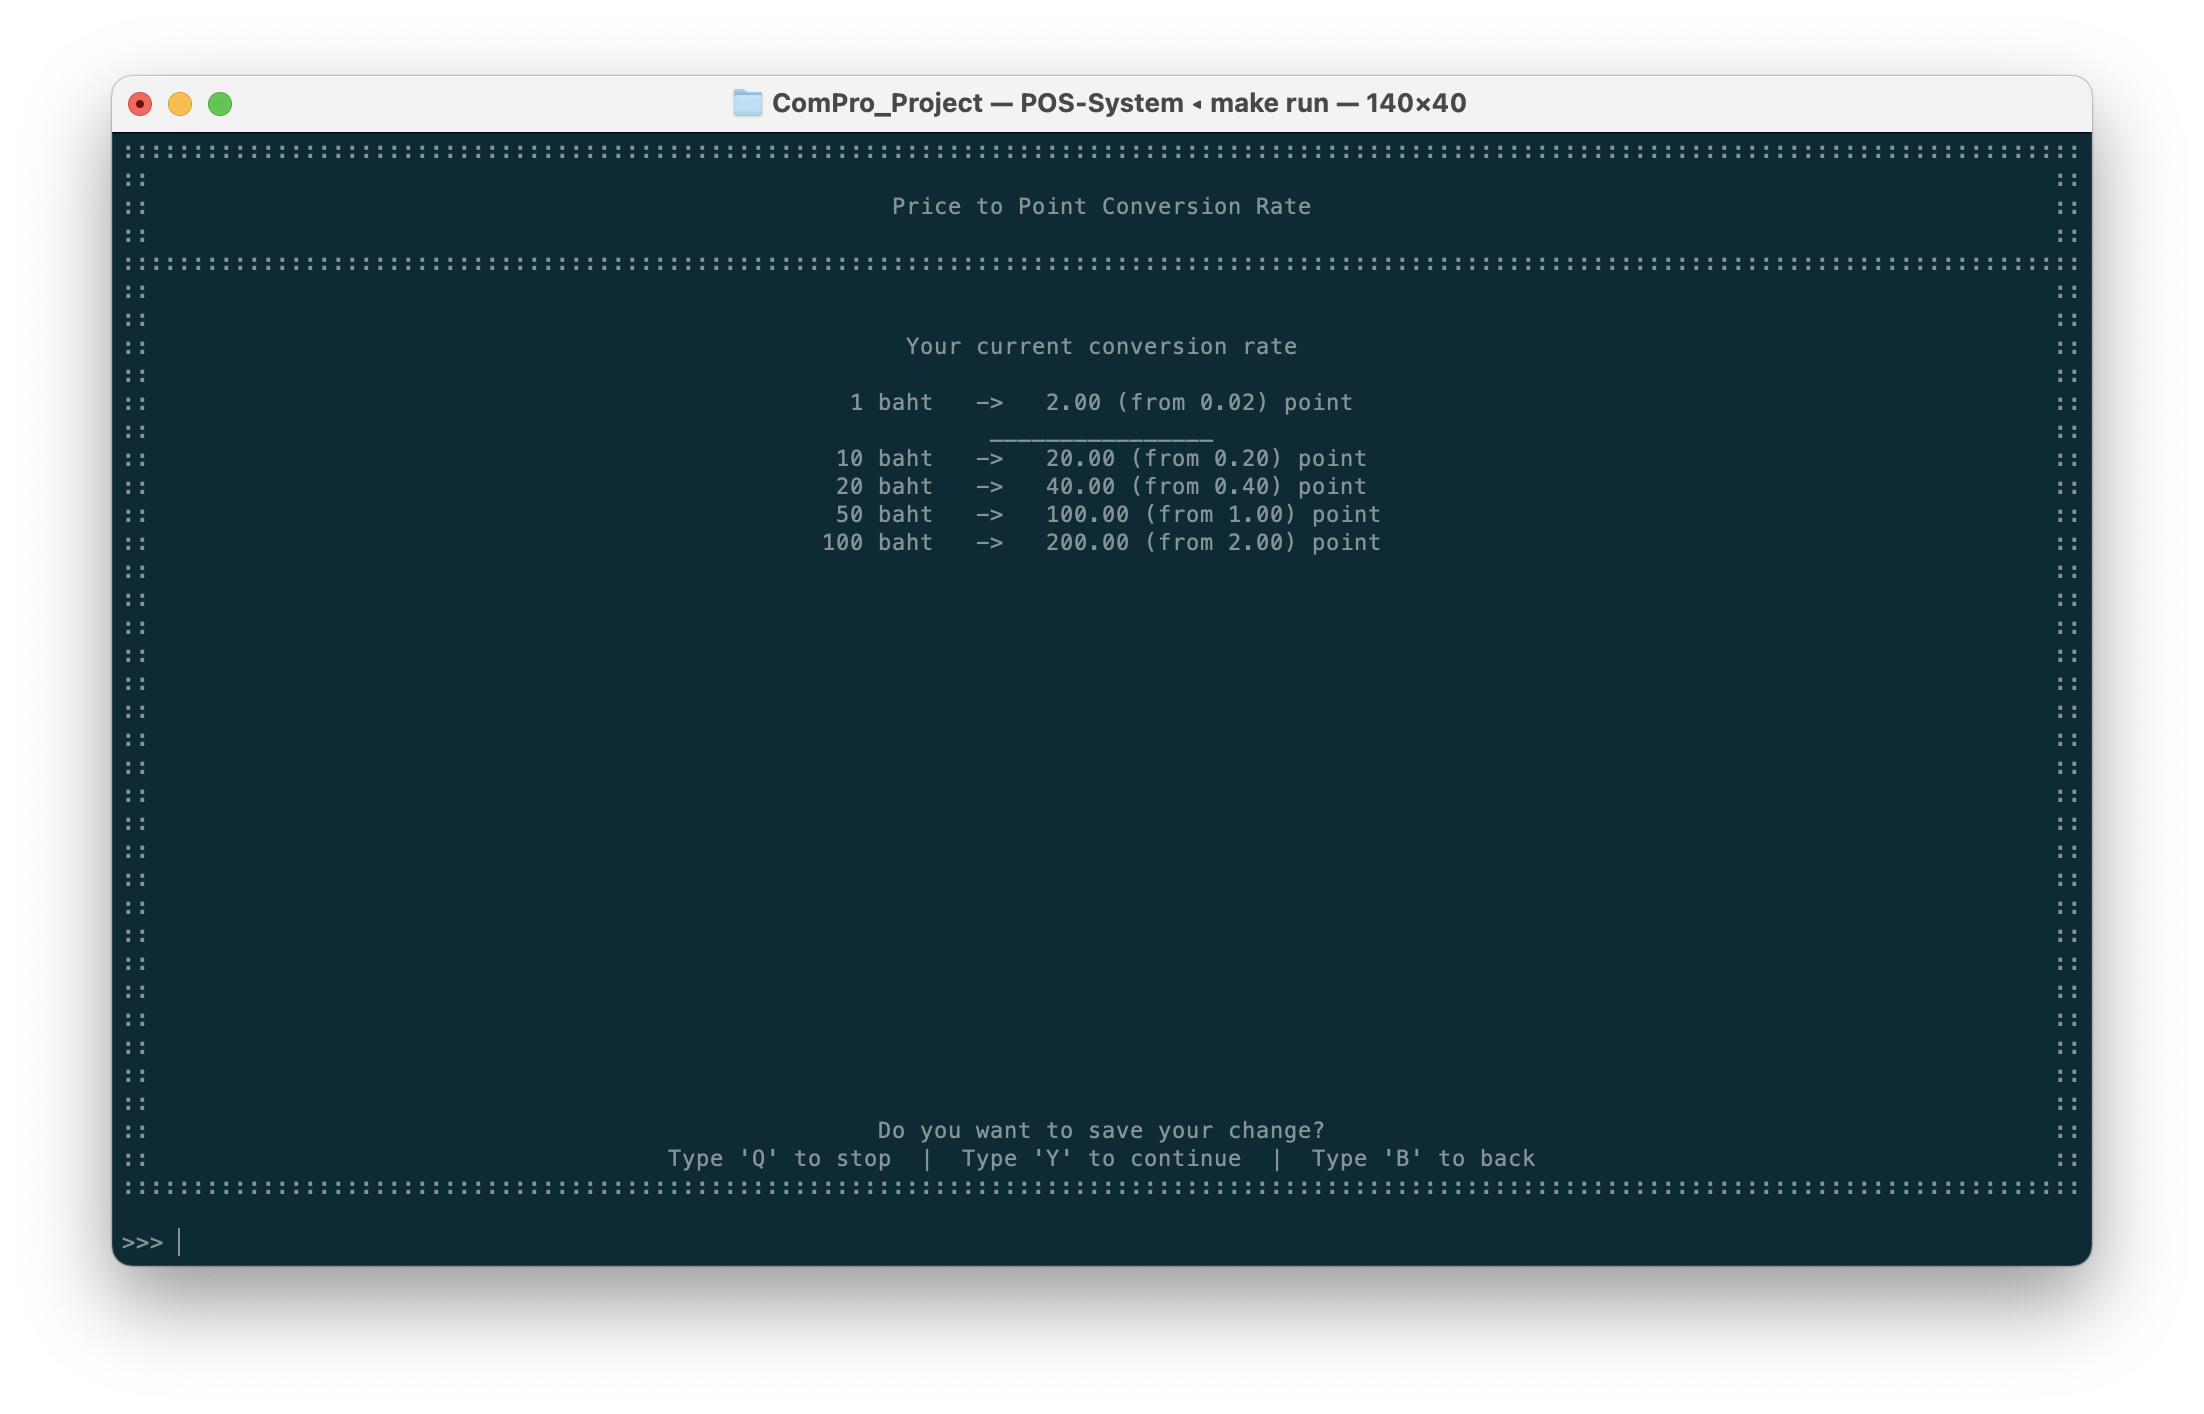 ComPro_Project — POS-System ◂ make run — 140×40
::::::::::::::::::::::::::::::::::::::::::::::::::::::::::::::::::::::::::::::::::::::::::::::::::::::::::::::::::::::::::::::::::::::::::::
Price to Point Conversion Rate
::::::::::::::::::::::::::::::::::::::::::::::::::::::::::::::::::::::::::::::::::::::::::::::::::::::::::::::::::::::::::::::::::::::::::::
Your current conversion rate
1 baht -> 2.00 (from 0.02) point
________________
10 baht -> 20.00 (from 0.20) point
20 baht -> 40.00 (from 0.40) point
50 baht -> 100.00 (from 1.00) point
100 baht -> 200.00 (from 2.00) point
Do you want to save your change?
Type 'Q' to stop | Type 'Y' to continue | Type 'B' to back
::::::::::::::::::::::::::::::::::::::::::::::::::::::::::::::::::::::::::::::::::::::::::::::::::::::::::::::::::::::::::::::::::::::::::::
>>>